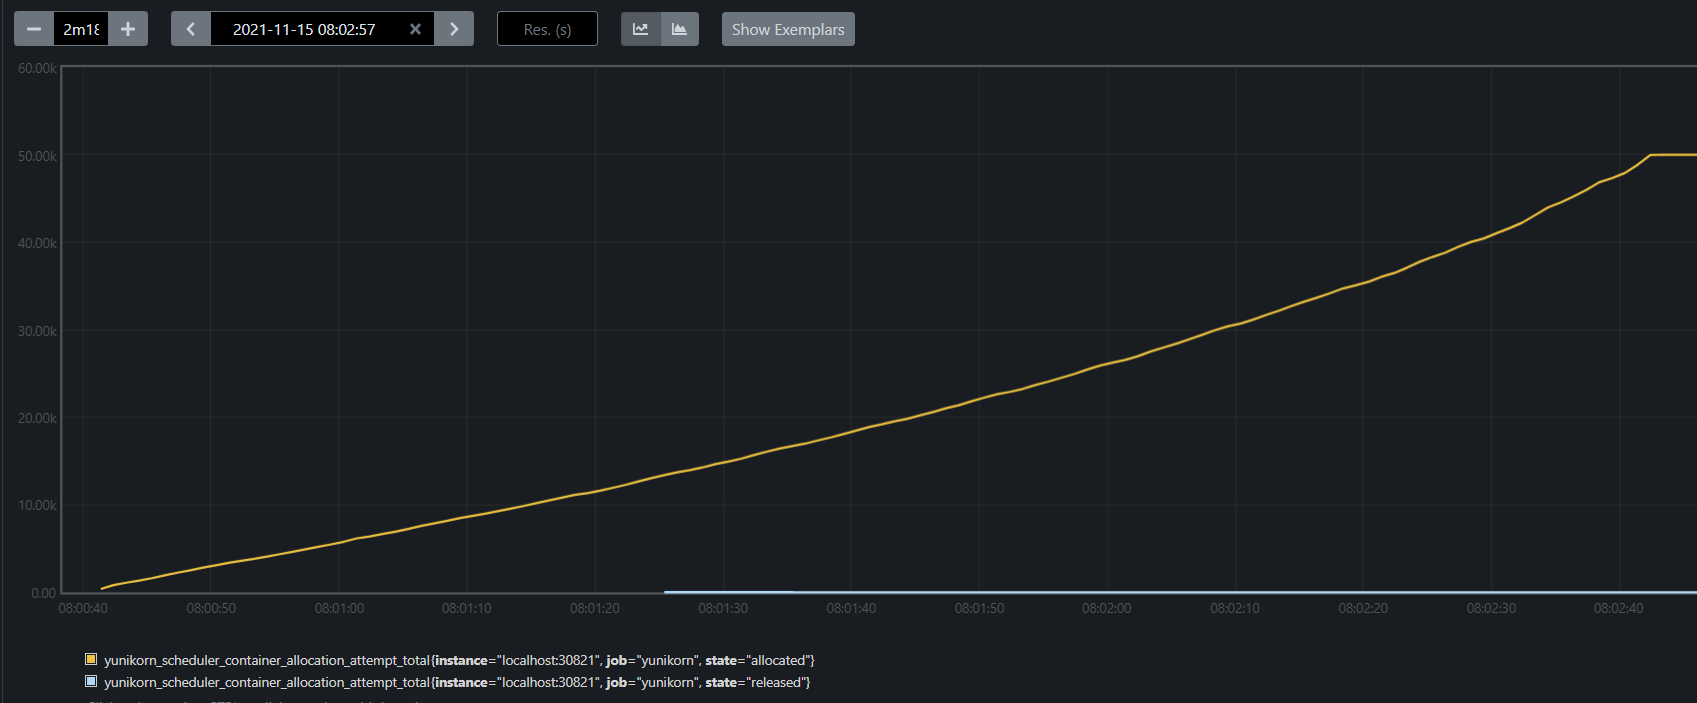 2m18
2021-11-15 08:02:57
Res. (s)
Show Exemplars
60.00k
50.00k
40.00k
30.00k
20.00k
10.00k
0.00
08:00:40 08:00:50 08:01:00 08:01:10 08:01:20 08:01:30 08:01:40 08:01:50 08:02:00 08:02:10 08:02:20 08:02:30 08:02:40
yunikorn_scheduler_container_allocation_attempt_total{instance="localhost:30821", job="yunikorn", state="allocated"}
yunikorn_scheduler_container_allocation_attempt_total{instance="localhost:30821", job="yunikorn", state="released"}